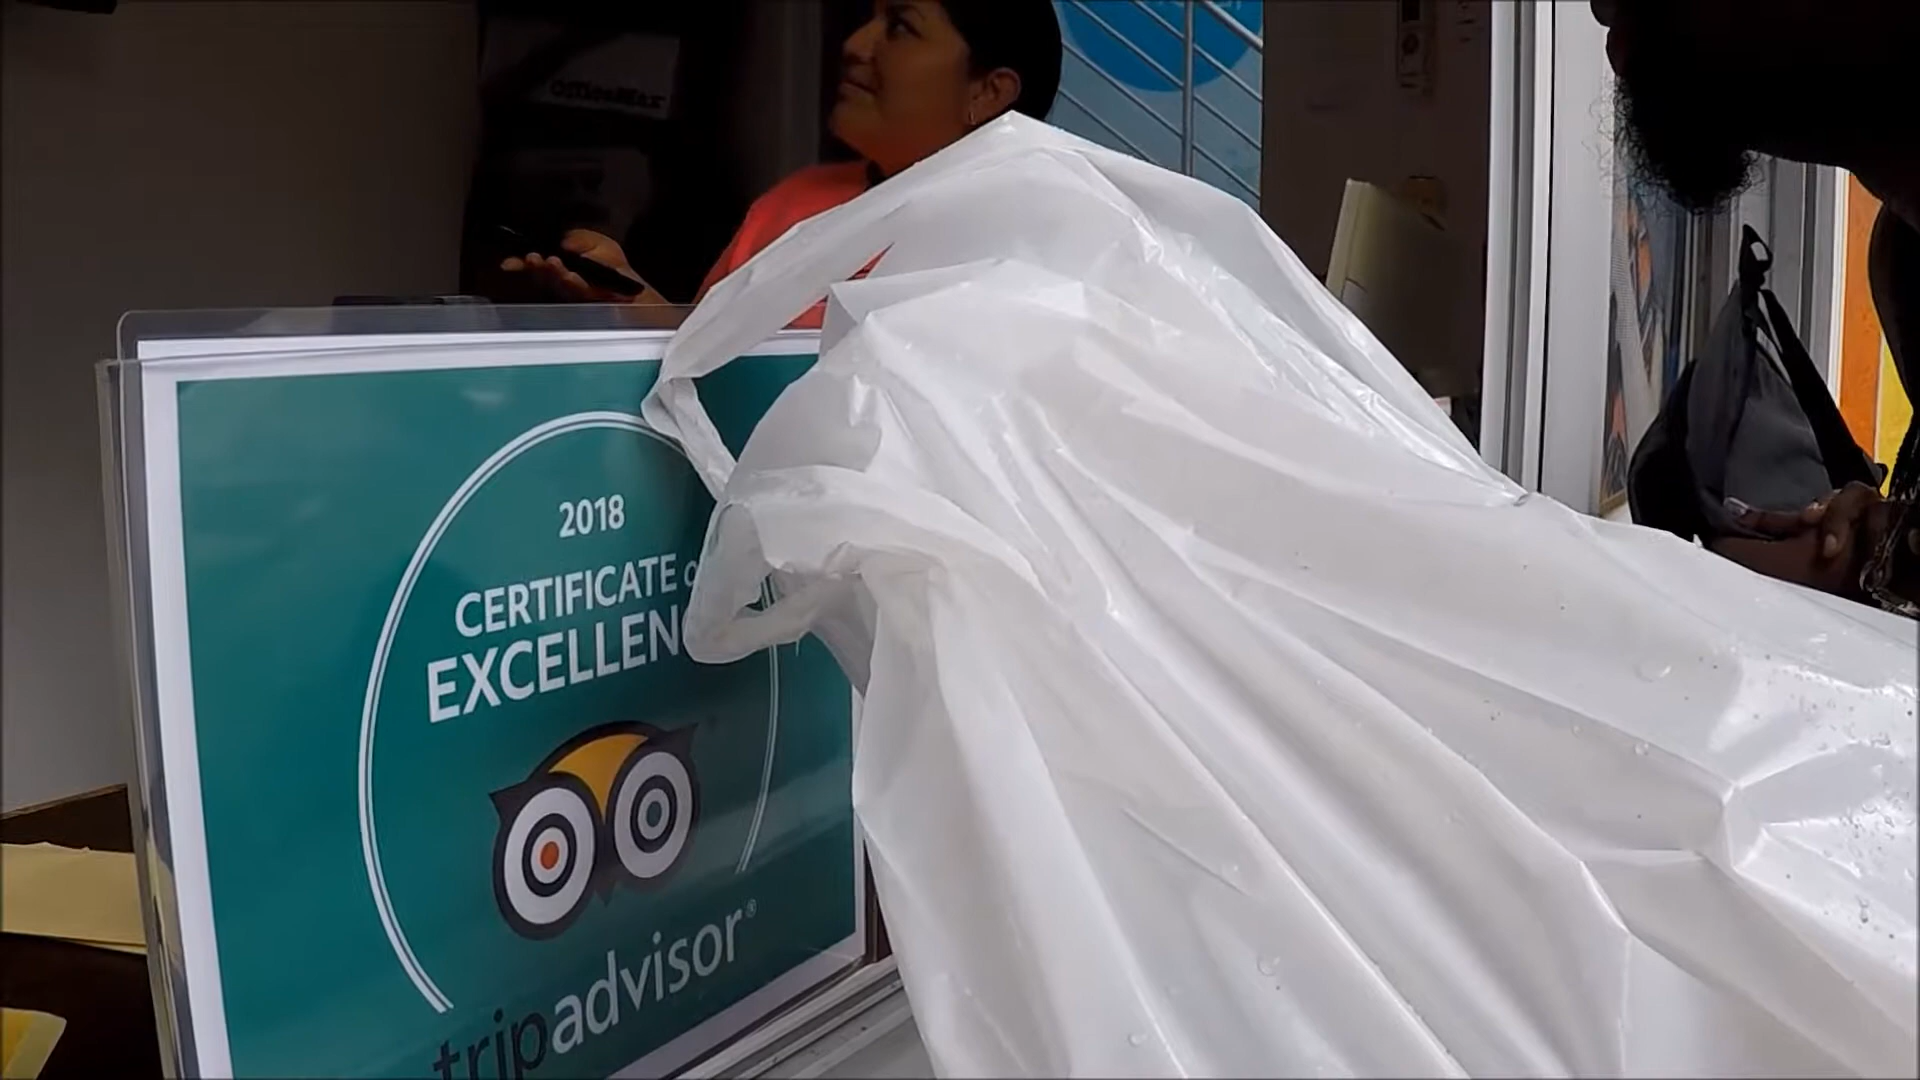 OfficeMax
2018
CERTIFICATE o
EXCELLEN
tripadvisor®